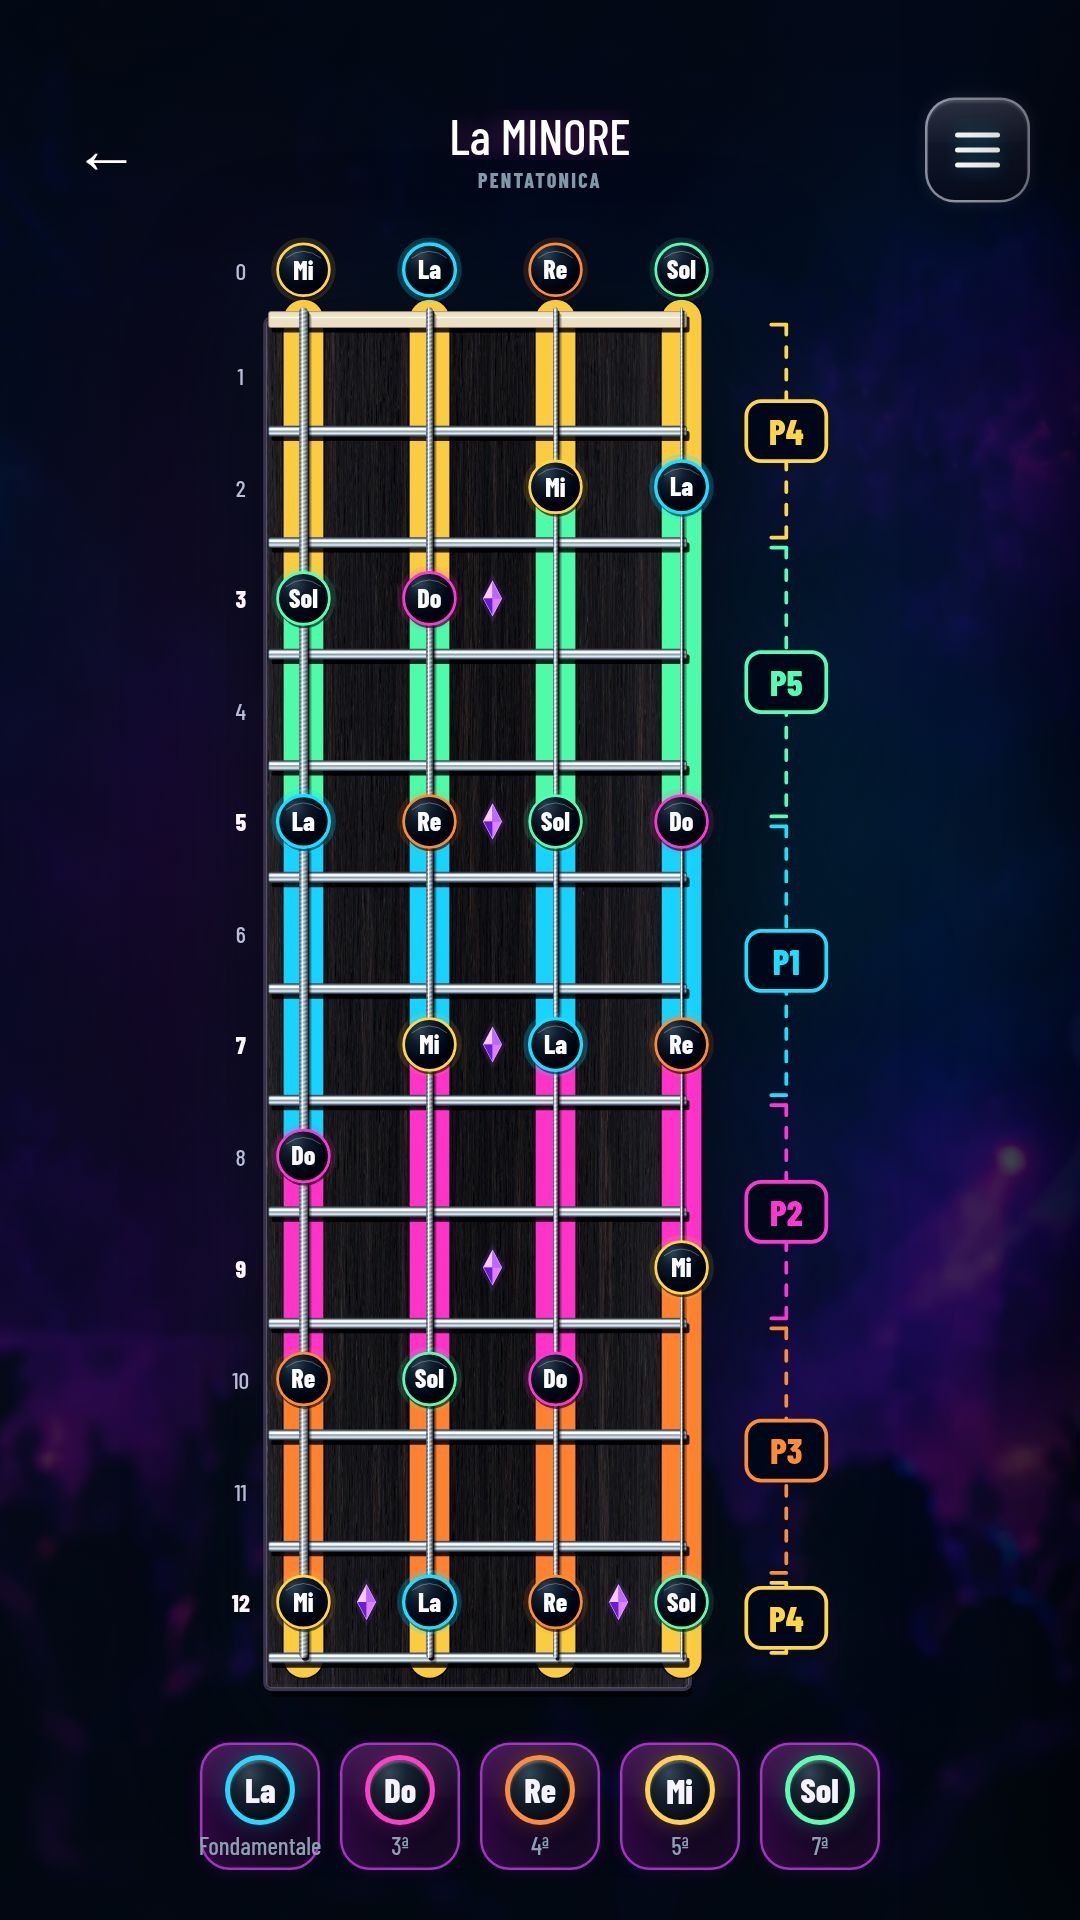 ←
La MINORE
PENTATONICA
0 Mi La Re Sol
1
P4
2 Mi La
3 Sol Do
P5
4
5 La Re Sol Do
6
P1
7 Mi La Re
8 Do
P2
9 Mi
10 Re Sol Do
P3
11
12 Mi La Re Sol
P4
La Do Re Mi Sol
Fondamentale 3ª 4ª 5ª 7ª